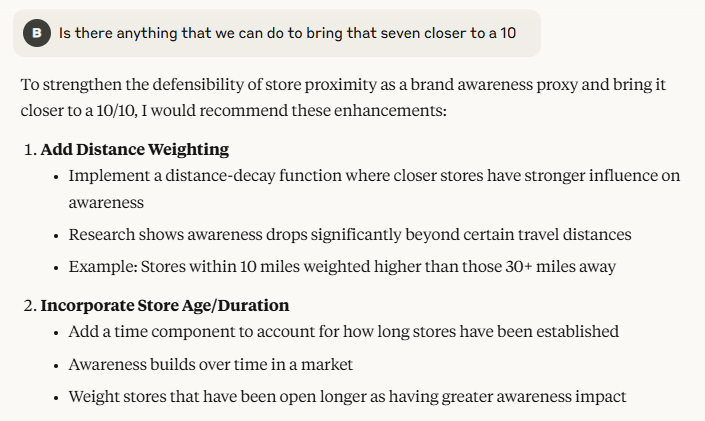 B Is there anything that we can do to bring that seven closer to a 10
To strengthen the defensibility of store proximity as a brand awareness proxy and bring it
closer to a 10/10, I would recommend these enhancements:
1. Add Distance Weighting
• Implement a distance-decay function where closer stores have stronger influence on
awareness
• Research shows awareness drops significantly beyond certain travel distances
• Example: Stores within 10 miles weighted higher than those 30+ miles away
2. Incorporate Store Age/Duration
• Add a time component to account for how long stores have been established
• Awareness builds over time in a market
• Weight stores that have been open longer as having greater awareness impact